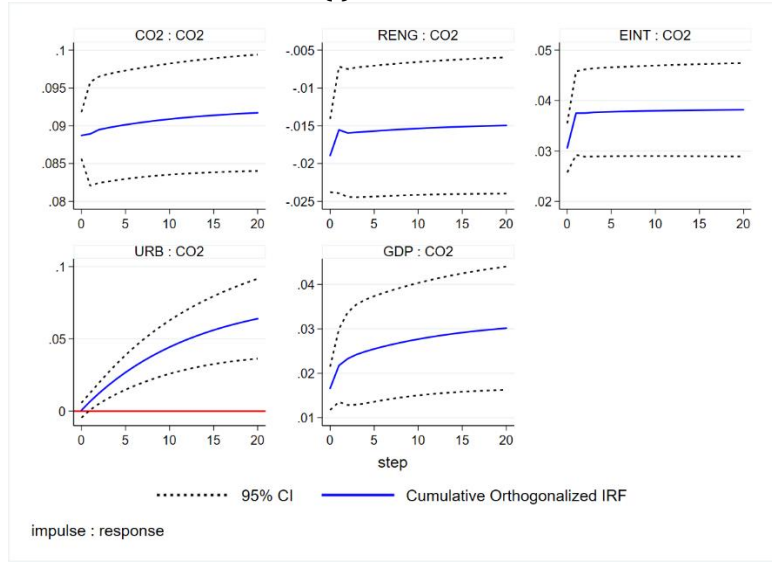 CO2 : CO2
.1
.095
.09
.085
.08
0 5 10 15 20
RENG : CO2
-.005
-.01
-.015
-.02
-.025
0 5 10 15 20
EINT : CO2
.05
.04
.03
.02
0 5 10 15 20
URB : CO2
.1
.05
0
0 5 10 15 20
GDP : CO2
.04
.03
.02
.01
0 5 10 15 20
step
95% CI Cumulative Orthogonalized IRF
impulse : response